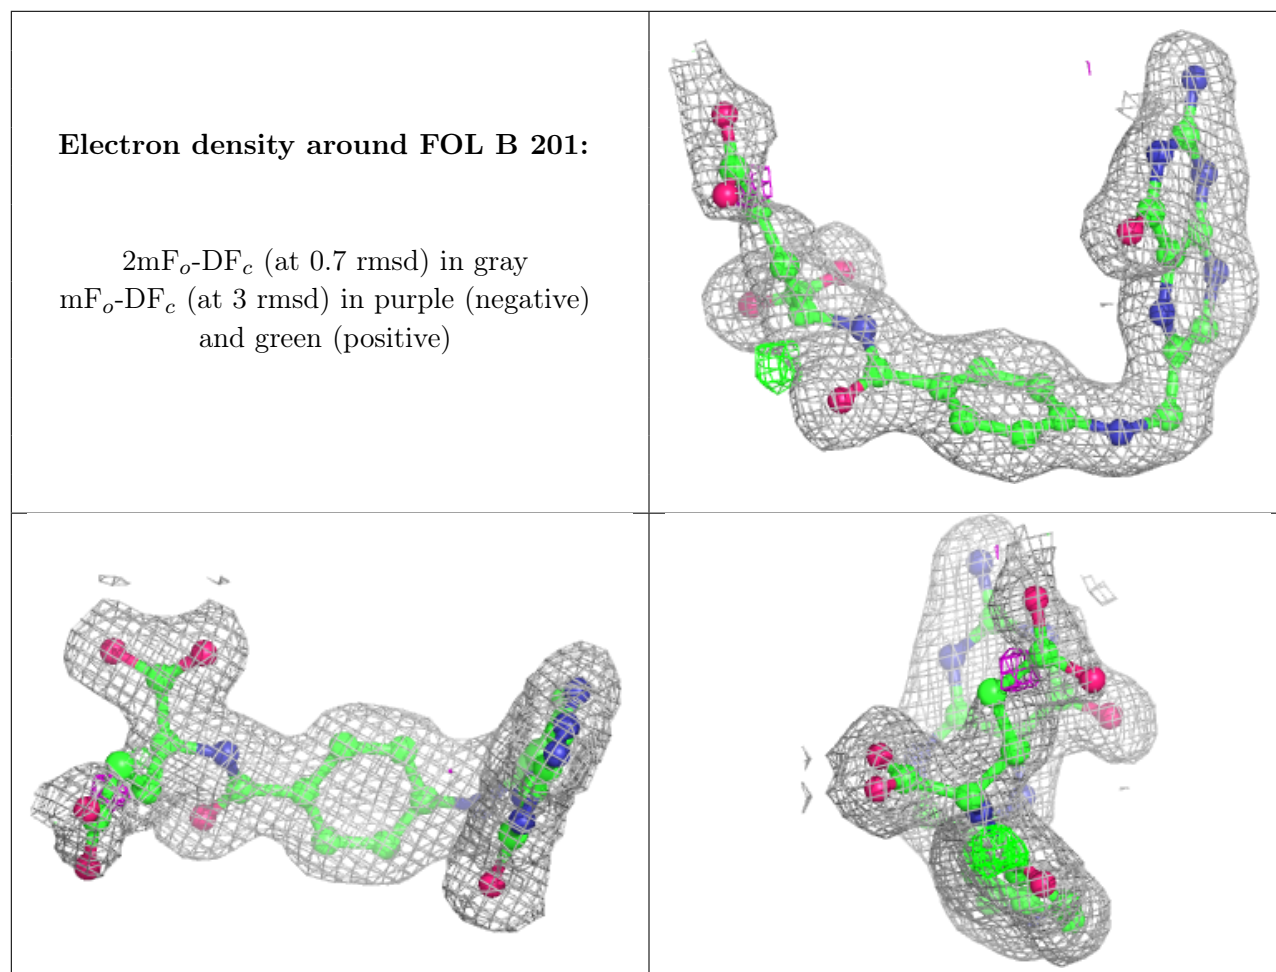 Electron density around FOL B 201:
2mFo-DFc (at 0.7 rmsd) in gray
mFo-DFc (at 3 rmsd) in purple (negative)
and green (positive)